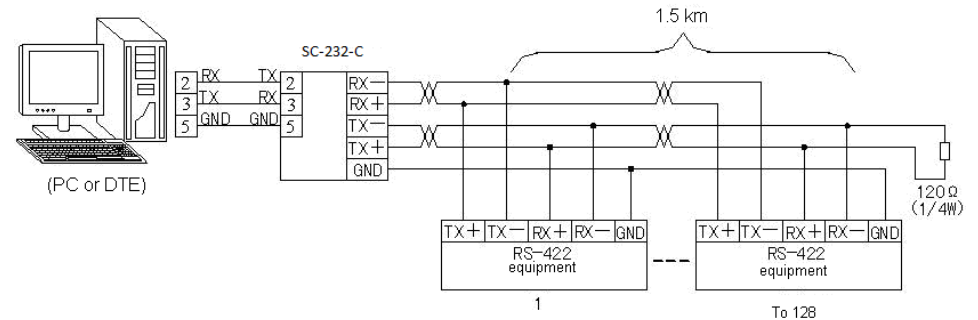 1.5 km
SC-232-C
2 RX TX 2 RX—
3 TX RX 3 RX+
5 GND GND 5 TX—
TX+
GND
(PC or DTE)
120Ω
(1/4W)
TX+ TX— RX+ RX— GND
RS-422
equipment
1
TX+ TX— RX+ RX— GND
RS-422
equipment
To 128